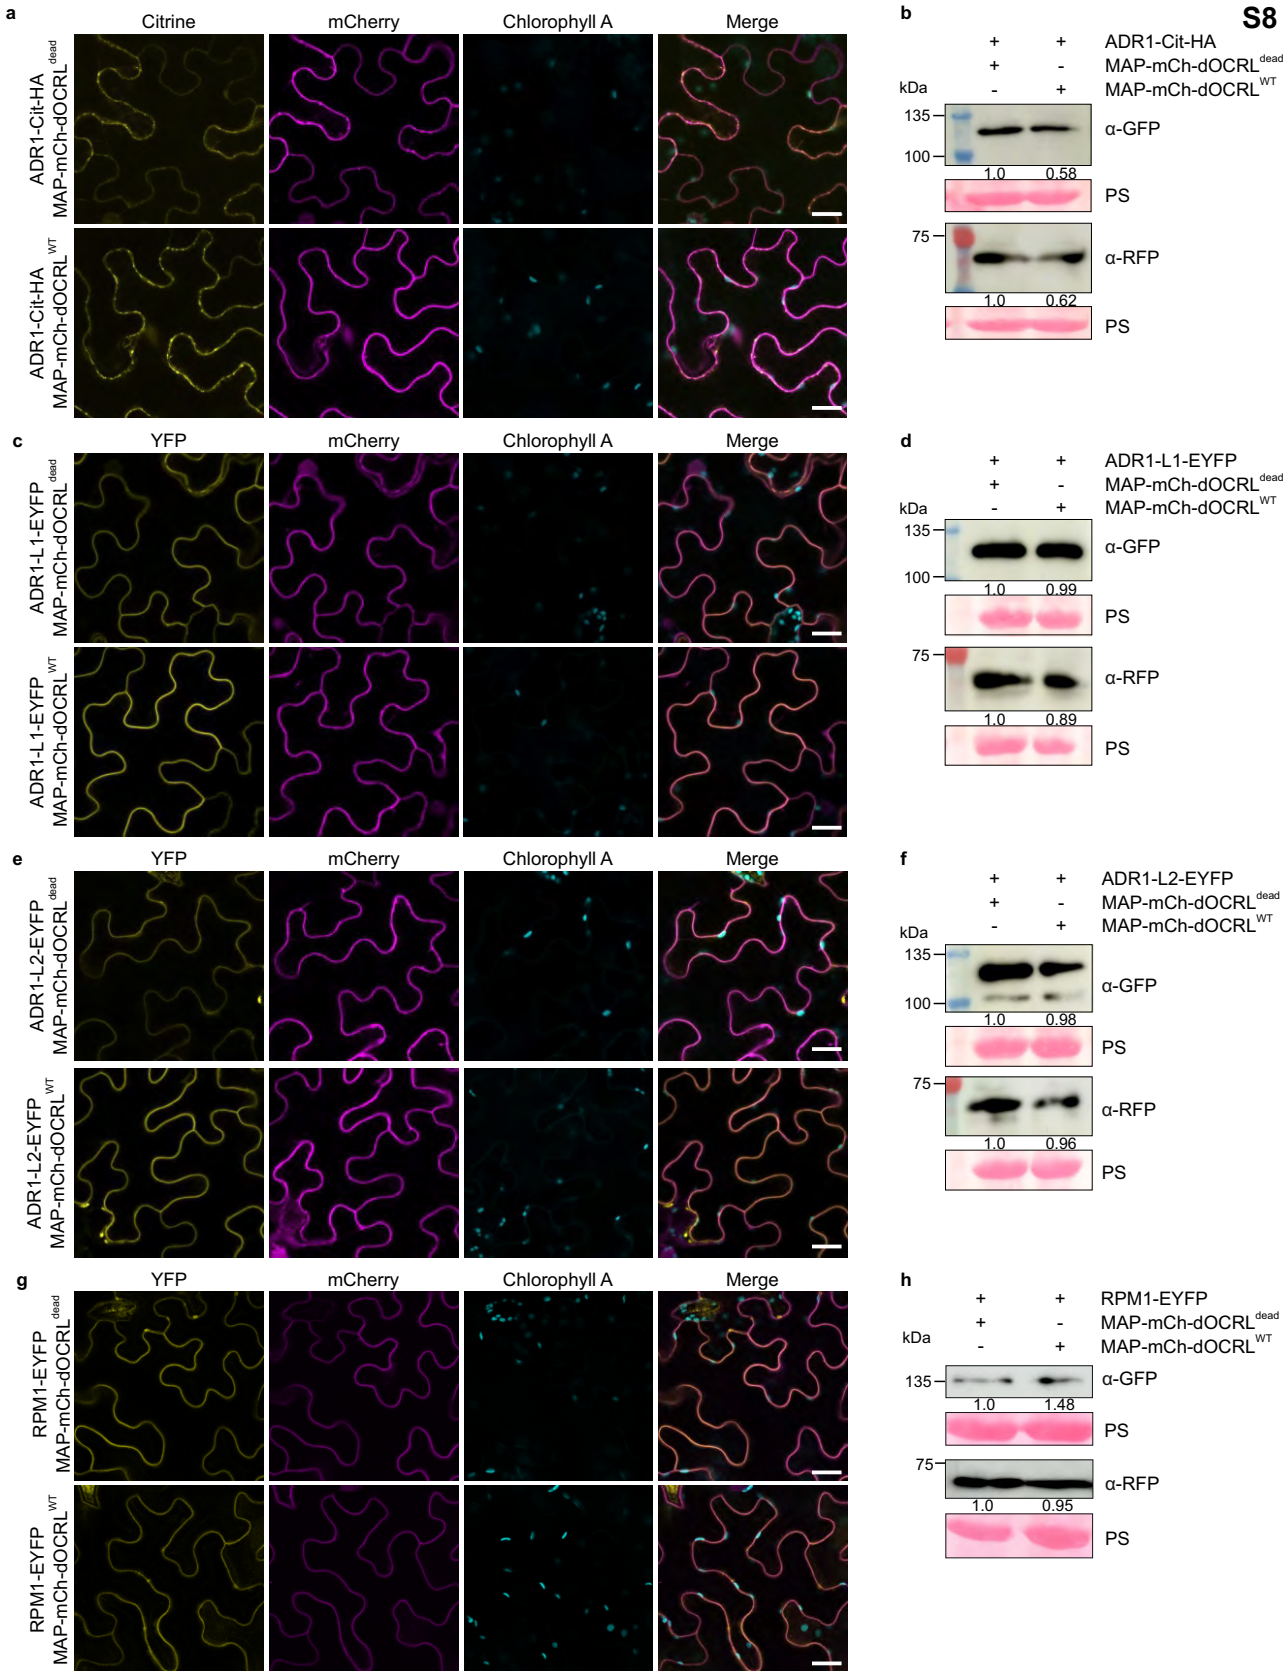 S8
a
Citrine mCherry Chlorophyll A Merge
ADR1-Cit-HA
MAP-mCh-dOCRL^dead
ADR1-Cit-HA
MAP-mCh-dOCRL^WT
b
+ + ADR1-Cit-HA
+ - MAP-mCh-dOCRL^dead
- + MAP-mCh-dOCRL^WT
kDa
135
α-GFP
100
1.0 0.58
PS
75
α-RFP
1.0 0.62
PS
c
YFP mCherry Chlorophyll A Merge
ADR1-L1-EYFP
MAP-mCh-dOCRL^dead
ADR1-L1-EYFP
MAP-mCh-dOCRL^WT
d
+ + ADR1-L1-EYFP
+ - MAP-mCh-dOCRL^dead
- + MAP-mCh-dOCRL^WT
kDa
135
α-GFP
100
1.0 0.99
PS
75
α-RFP
1.0 0.89
PS
e
YFP mCherry Chlorophyll A Merge
ADR1-L2-EYFP
MAP-mCh-dOCRL^dead
ADR1-L2-EYFP
MAP-mCh-dOCRL^WT
f
+ + ADR1-L2-EYFP
+ - MAP-mCh-dOCRL^dead
- + MAP-mCh-dOCRL^WT
kDa
135
α-GFP
100
1.0 0.98
PS
75
α-RFP
1.0 0.96
PS
g
YFP mCherry Chlorophyll A Merge
RPM1-EYFP
MAP-mCh-dOCRL^dead
RPM1-EYFP
MAP-mCh-dOCRL^WT
h
+ + RPM1-EYFP
+ - MAP-mCh-dOCRL^dead
- + MAP-mCh-dOCRL^WT
kDa
135
α-GFP
1.0 1.48
PS
75
α-RFP
1.0 0.95
PS